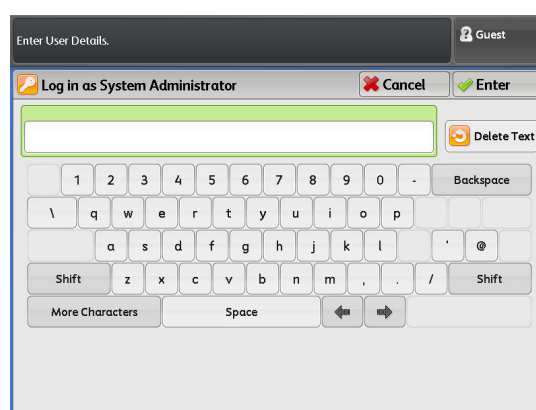 Enter User Details.
Guest
Log in as System Administrator
Cancel
Enter
Delete Text
1 2 3 4 5 6 7 8 9 0 - Backspace
\ q w e r t y u i o p
a s d f g h j k l ' @
Shift z x c v b n m , . / Shift
More Characters Space